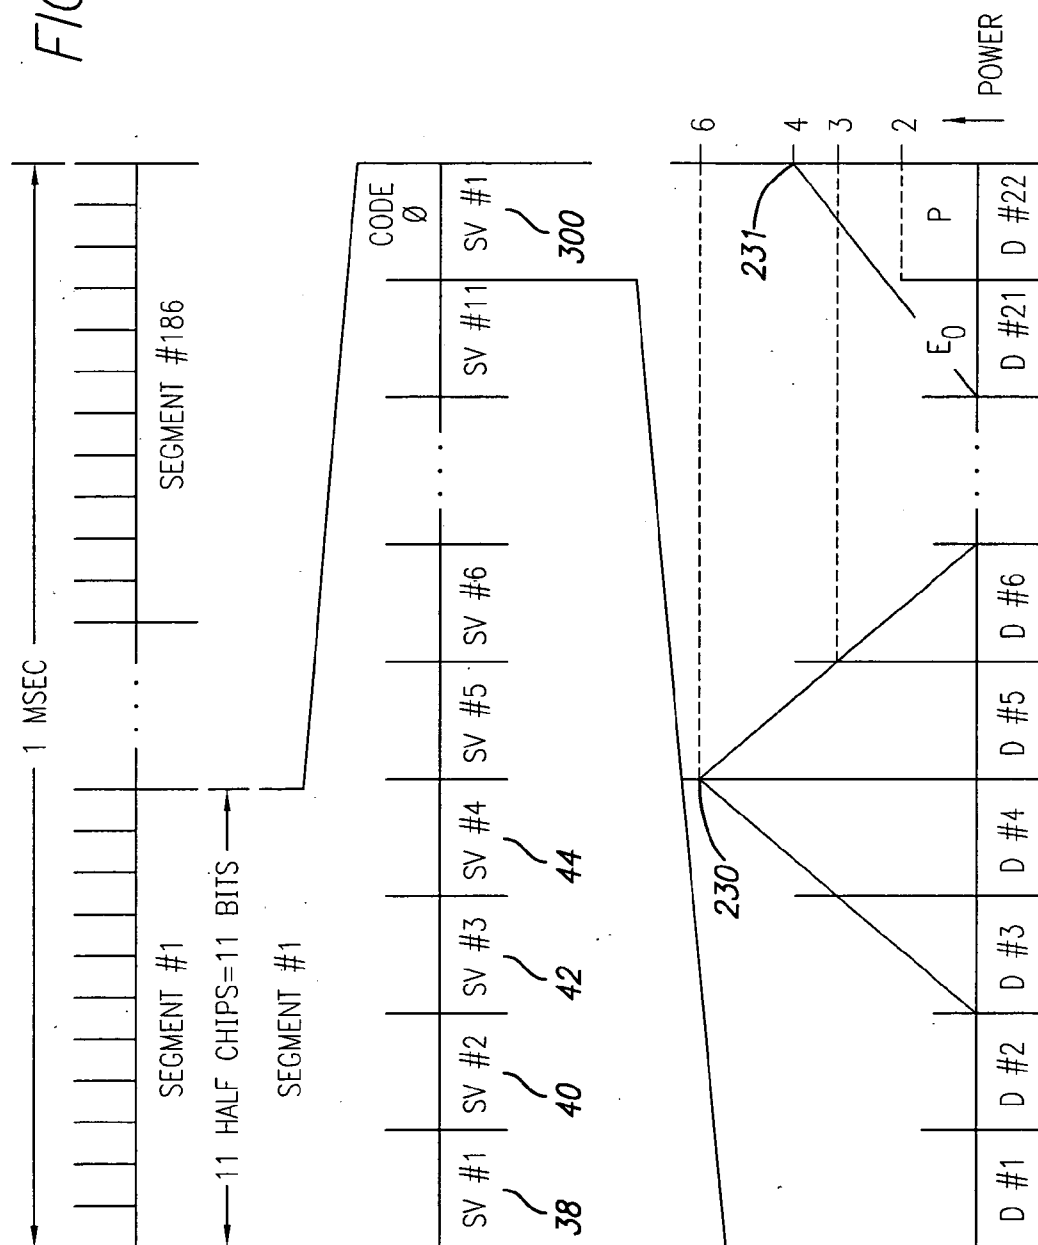 FIG
1 MSEC
SEGMENT #1
. . .
SEGMENT #186
11 HALF CHIPS=11 BITS
SEGMENT #1
CODE
Ø
SV #1
SV #2
SV #3
SV #4
SV #5
SV #6
. . .
SV #11
SV #1
38
40
42
44
300
230
231
6
4
3
2
POWER
E0
P
D #1
D #2
D #3
D #4
D #5
D #6
. . .
D #21
D #22